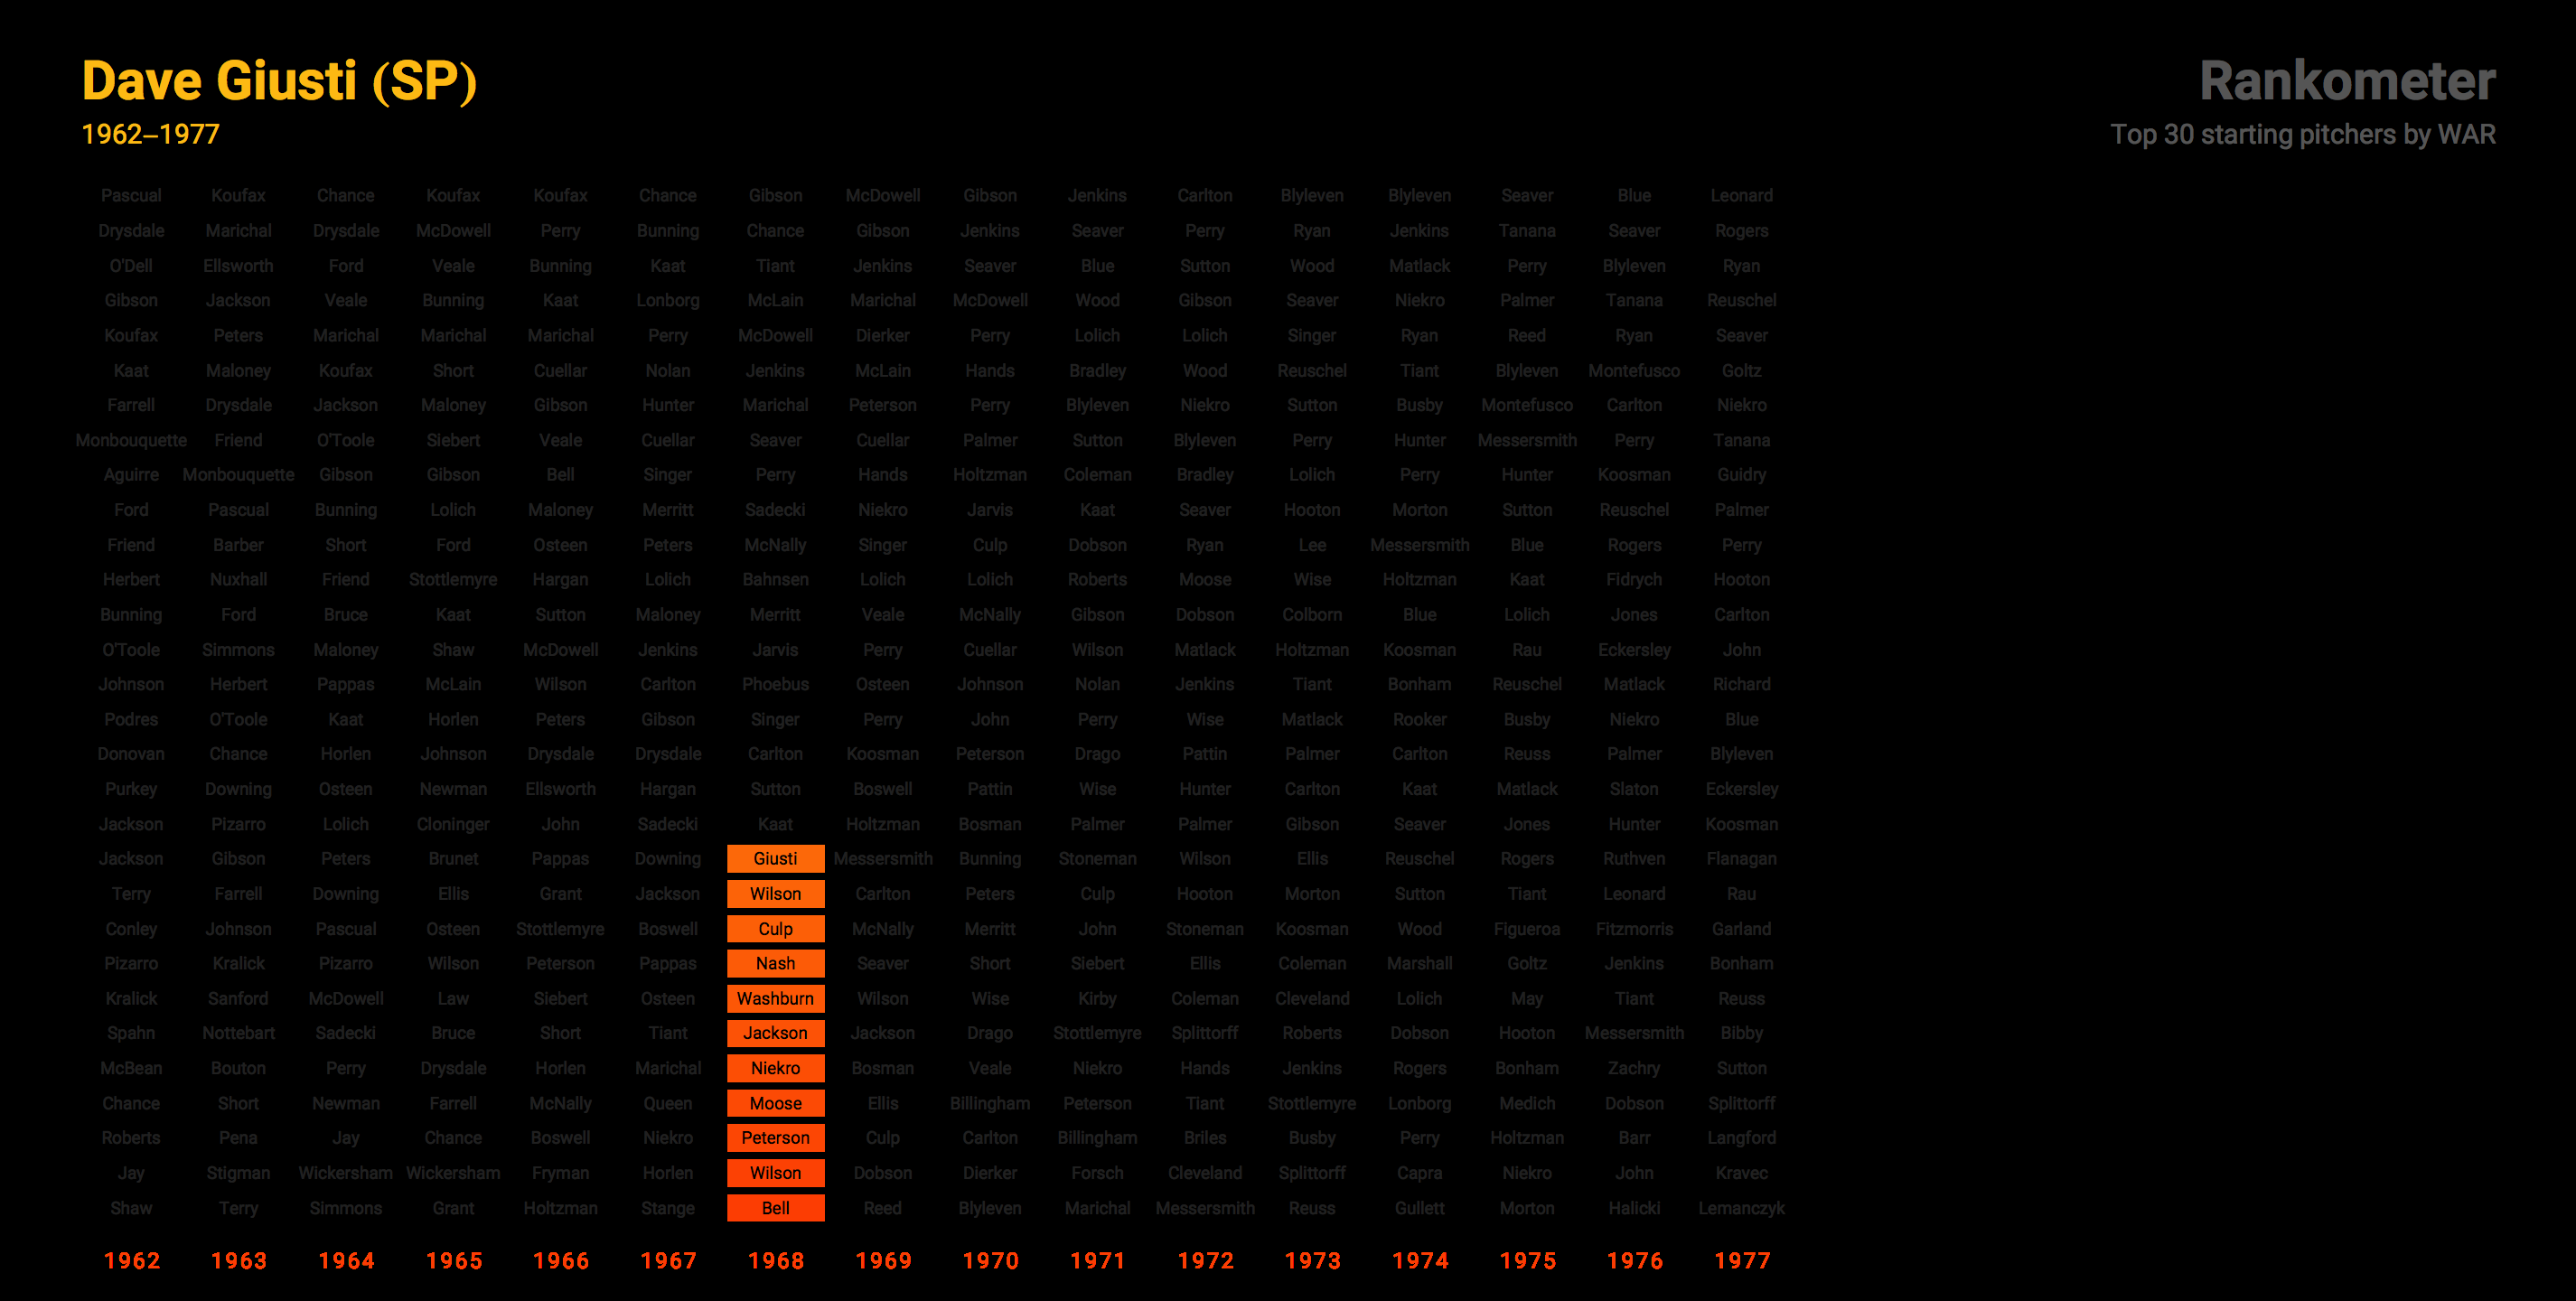 Dave Giusti (SP)
Rankometer
1962–1977
Top 30 starting pitchers by WAR
Pascual Koufax Chance Koufax Koufax Chance Gibson McDowell Gibson Jenkins Carlton Blyleven Blyleven Seaver Blue Leonard
Drysdale Marichal Drysdale McDowell Perry Bunning Chance Gibson Jenkins Seaver Perry Ryan Jenkins Tanana Seaver Rogers
O'Dell Ellsworth Ford Veale Bunning Kaat Tiant Jenkins Seaver Blue Sutton Wood Matlack Perry Blyleven Ryan
Gibson Jackson Veale Bunning Kaat Lonborg McLain Marichal McDowell Wood Gibson Seaver Niekro Palmer Tanana Reuschel
Koufax Peters Marichal Marichal Marichal Perry McDowell Dierker Perry Lolich Lolich Singer Ryan Reed Ryan Seaver
Kaat Maloney Koufax Short Cuellar Nolan Jenkins McLain Hands Bradley Wood Reuschel Tiant Blyleven Montefusco Goltz
Farrell Drysdale Jackson Maloney Gibson Hunter Marichal Peterson Perry Blyleven Niekro Sutton Busby Montefusco Carlton Niekro
Monbouquette Friend O'Toole Siebert Veale Cuellar Seaver Cuellar Palmer Sutton Blyleven Perry Hunter Messersmith Perry Tanana
Aguirre Monbouquette Gibson Gibson Bell Singer Perry Hands Holtzman Coleman Bradley Lolich Perry Hunter Koosman Guidry
Ford Pascual Bunning Lolich Maloney Merritt Sadecki Niekro Jarvis Kaat Seaver Hooton Morton Sutton Reuschel Palmer
Friend Barber Short Ford Osteen Peters McNally Singer Culp Dobson Ryan Lee Messersmith Blue Rogers Perry
Herbert Nuxhall Friend Stottlemyre Hargan Lolich Bahnsen Lolich Lolich Roberts Moose Wise Holtzman Kaat Fidrych Hooton
Bunning Ford Bruce Kaat Sutton Maloney Merritt Veale McNally Gibson Dobson Colborn Blue Lolich Jones Carlton
O'Toole Simmons Maloney Shaw McDowell Jenkins Jarvis Perry Cuellar Wilson Matlack Holtzman Koosman Rau Eckersley John
Johnson Herbert Pappas McLain Wilson Carlton Phoebus Osteen Johnson Nolan Jenkins Tiant Bonham Reuschel Matlack Richard
Podres O'Toole Kaat Horlen Peters Gibson Singer Perry John Perry Wise Matlack Rooker Busby Niekro Blue
Donovan Chance Horlen Johnson Drysdale Drysdale Carlton Koosman Peterson Drago Pattin Palmer Carlton Reuss Palmer Blyleven
Purkey Downing Osteen Newman Ellsworth Hargan Sutton Boswell Pattin Wise Hunter Carlton Kaat Matlack Slaton Eckersley
Jackson Pizarro Lolich Cloninger John Sadecki Kaat Holtzman Bosman Palmer Palmer Gibson Seaver Jones Hunter Koosman
Jackson Gibson Peters Brunet Pappas Downing Giusti Messersmith Bunning Stoneman Wilson Ellis Reuschel Rogers Ruthven Flanagan
Terry Farrell Downing Ellis Grant Jackson Wilson Carlton Peters Culp Hooton Morton Sutton Tiant Leonard Rau
Conley Johnson Pascual Osteen Stottlemyre Boswell Culp McNally Merritt John Stoneman Koosman Wood Figueroa Fitzmorris Garland
Pizarro Kralick Pizarro Wilson Peterson Pappas Nash Seaver Short Siebert Ellis Coleman Marshall Goltz Jenkins Bonham
Kralick Sanford McDowell Law Siebert Osteen Washburn Wilson Wise Kirby Coleman Cleveland Lolich May Tiant Reuss
Spahn Nottebart Sadecki Bruce Short Tiant Jackson Jackson Drago Stottlemyre Splittorff Roberts Dobson Hooton Messersmith Bibby
McBean Bouton Perry Drysdale Horlen Marichal Niekro Bosman Veale Niekro Hands Jenkins Rogers Bonham Zachry Sutton
Chance Short Newman Farrell McNally Queen Moose Ellis Billingham Peterson Tiant Stottlemyre Lonborg Medich Dobson Splittorff
Roberts Pena Jay Chance Boswell Niekro Peterson Culp Carlton Billingham Briles Busby Perry Holtzman Barr Langford
Jay Stigman Wickersham Wickersham Fryman Horlen Wilson Dobson Dierker Forsch Cleveland Splittorff Capra Niekro John Kravec
Shaw Terry Simmons Grant Holtzman Stange Bell Reed Blyleven Marichal Messersmith Reuss Gullett Morton Halicki Lemanczyk
1962 1963 1964 1965 1966 1967 1968 1969 1970 1971 1972 1973 1974 1975 1976 1977